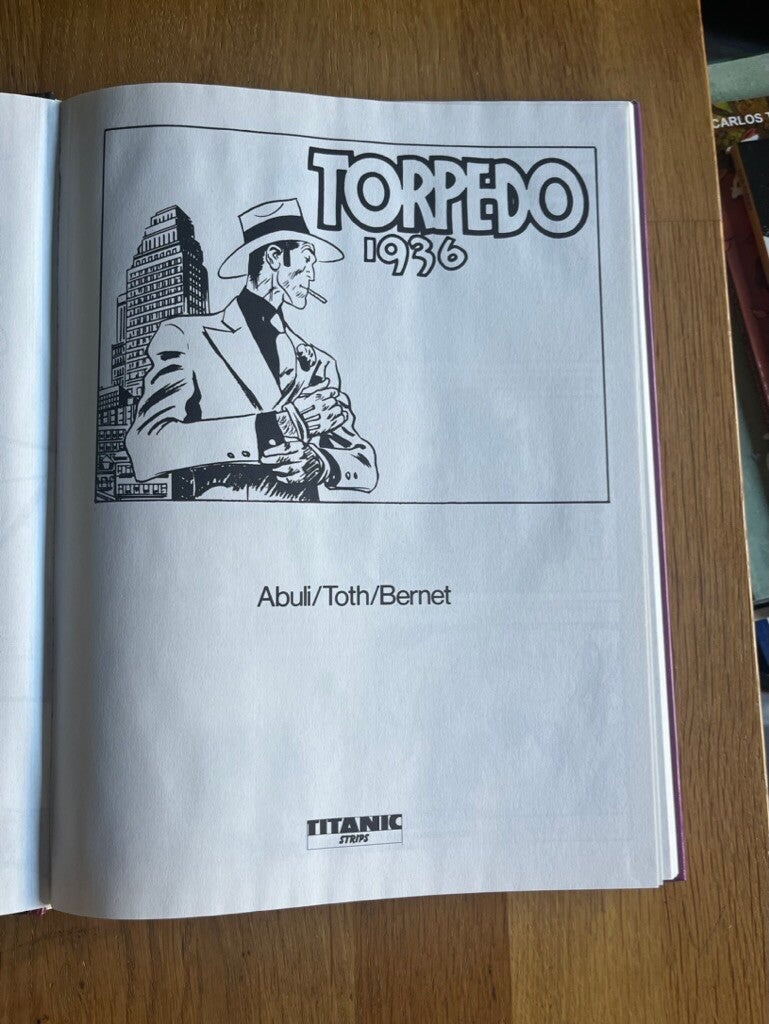 TORPEDO
1936
Abuli/Toth/Bernet
TITANIC
STRIPS
CARLOS